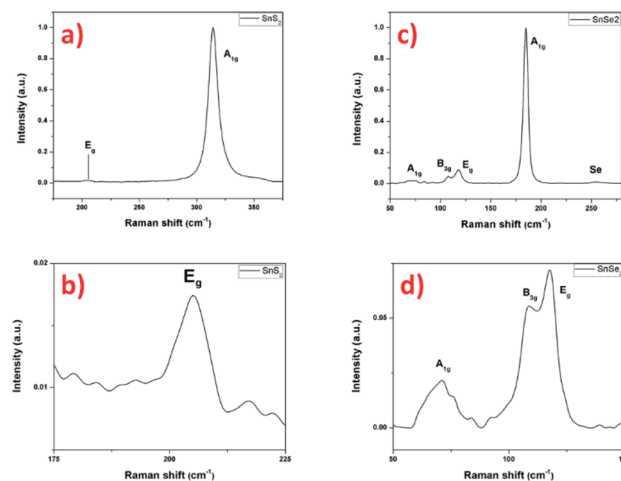 a)
SnS₂
1.0
0.8
0.6
0.4
0.2
0.0
Intensity (a.u.)
A₁g
Eg
200
250
300
350
Raman shift (cm⁻¹)
c)
SnSe2
1.0
0.8
0.6
0.4
0.2
0.0
Intensity (a.u.)
A₁g
A₁g
B₃g
Eg
Se
50
100
150
200
250
Raman shift (cm⁻¹)
b)
SnS₂
0.02
0.01
Intensity (a.u.)
Eg
175
200
225
Raman shift (cm⁻¹)
d)
SnSe
0.05
0.00
Intensity (a.u.)
A₁g
B₃g
Eg
50
100
Raman shift (cm⁻¹)